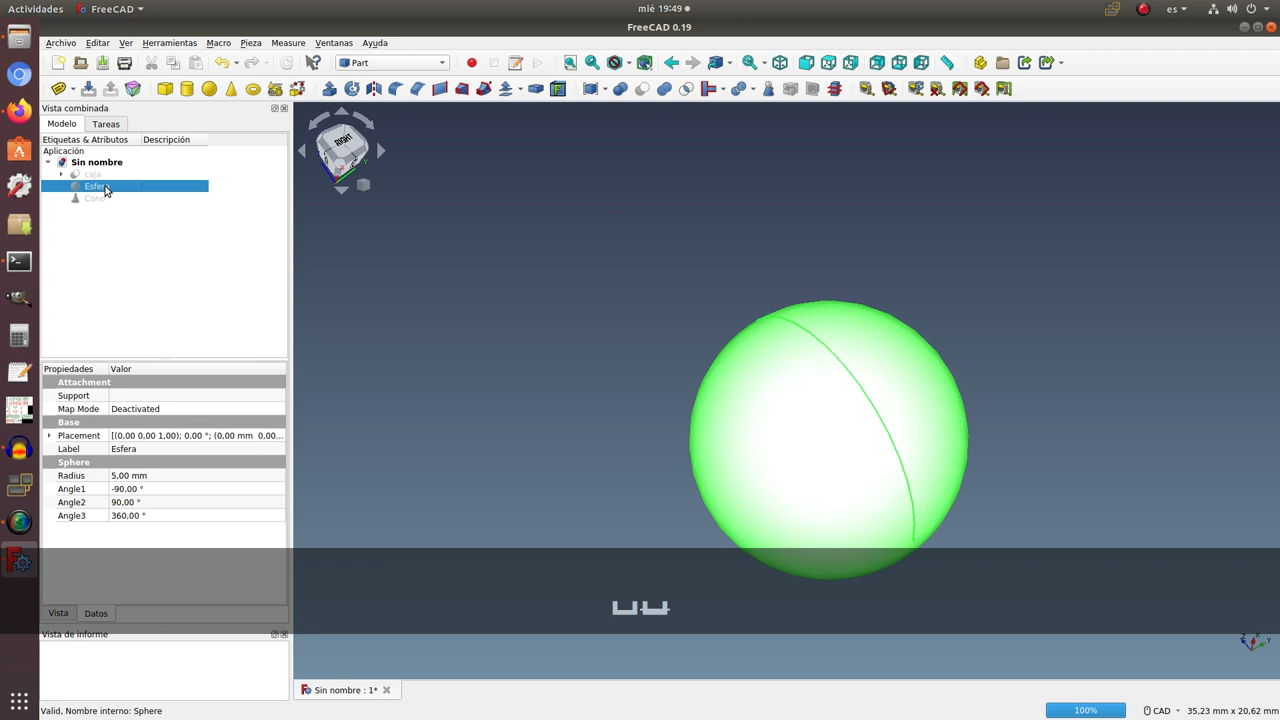 Actividades FreeCAD mié 19:49 es
FreeCAD 0.19
Archivo Editar Ver Herramientas Macro Pieza Measure Ventanas Ayuda
Part
Vista combinada
Modelo Tareas
Etiquetas & Atributos Descripción
Aplicación
Sin nombre
caja
Esfera
Cono
RIGHT
Propiedades Valor
Attachment
Support
Map Mode Deactivated
Base
Placement [(0,00 0,00 1,00); 0,00 °; (0,00 mm 0,00...
Label Esfera
Sphere
Radius 5,00 mm
Angle1 -90,00 °
Angle2 90,00 °
Angle3 360,00 °
Vista Datos
Vista de informe
Sin nombre : 1*
Valid, Nombre interno: Sphere 100% CAD 35,23 mm x 20,62 mm